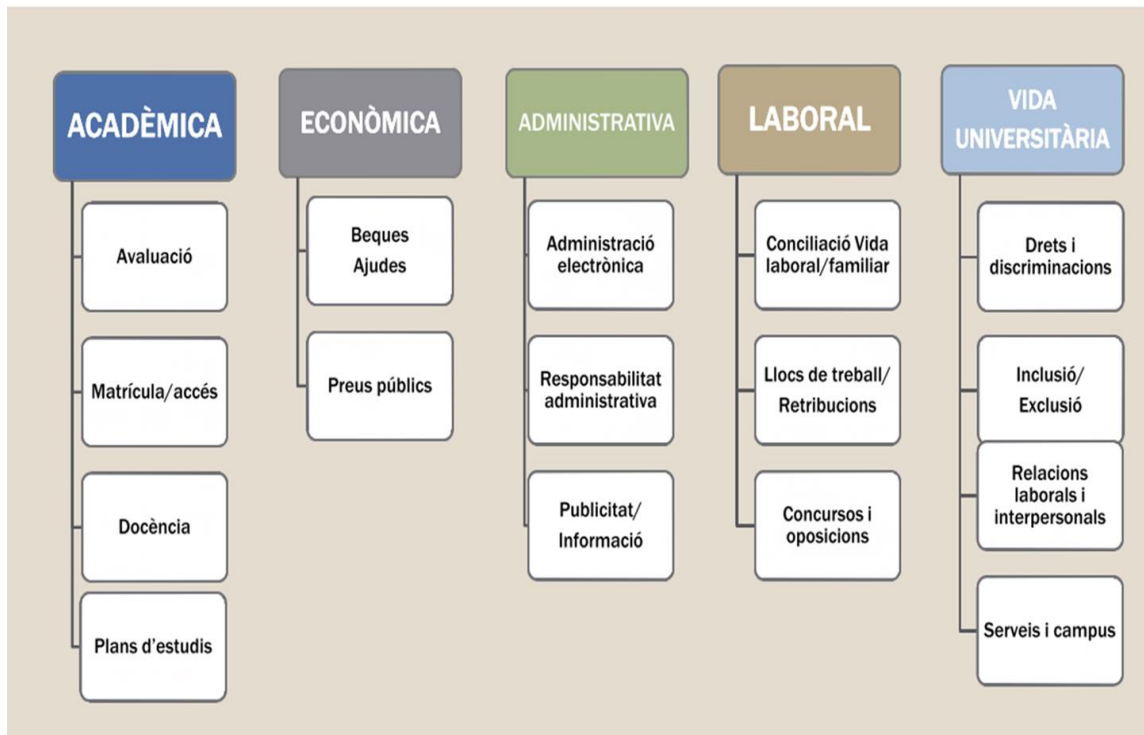 ACADÈMICA
Avaluació
Matrícula/accés
Docència
Plans d'estudis
ECONÒMICA
Beques
Ajudes
Preus públics
ADMINISTRATIVA
Administració
electrònica
Responsabilitat
administrativa
Publicitat/
Informació
LABORAL
Conciliació Vida
laboral/familiar
Llocs de treball/
Retribucions
Concursos i
oposicions
VIDA
UNIVERSITÀRIA
Drets i
discriminacions
Inclusió/
Exclusió
Relacions
laborals i
interpersonals
Serveis i campus